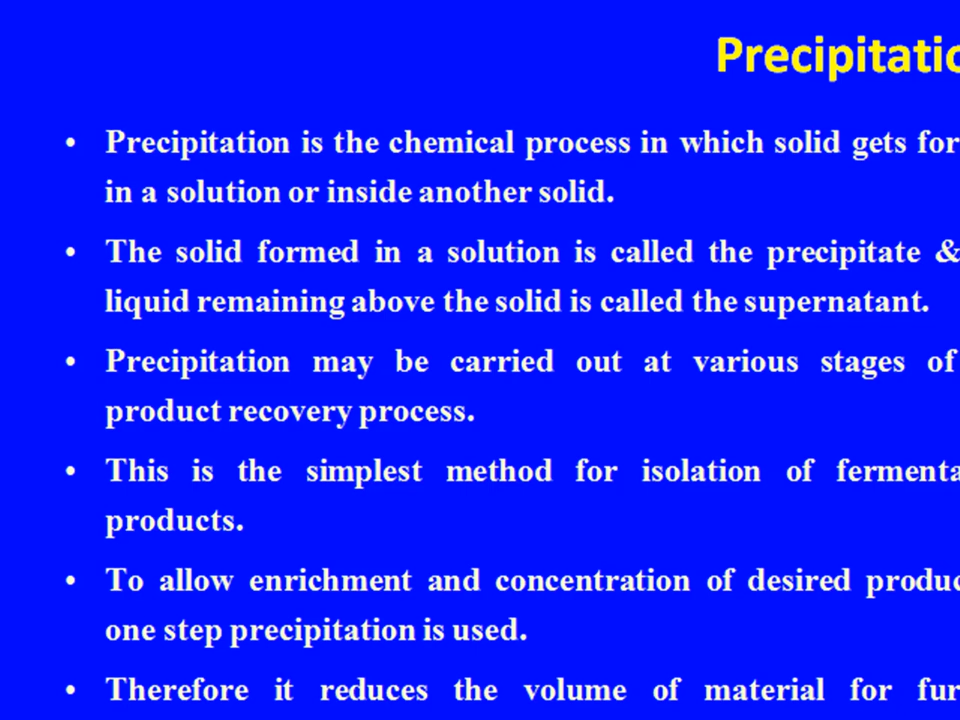 Precipitatio
• Precipitation is the chemical process in which solid gets for
in a solution or inside another solid.
• The solid formed in a solution is called the precipitate &
liquid remaining above the solid is called the supernatant.
• Precipitation may be carried out at various stages of
product recovery process.
• This is the simplest method for isolation of fermenta
products.
• To allow enrichment and concentration of desired produc
one step precipitation is used.
• Therefore it reduces the volume of material for fur